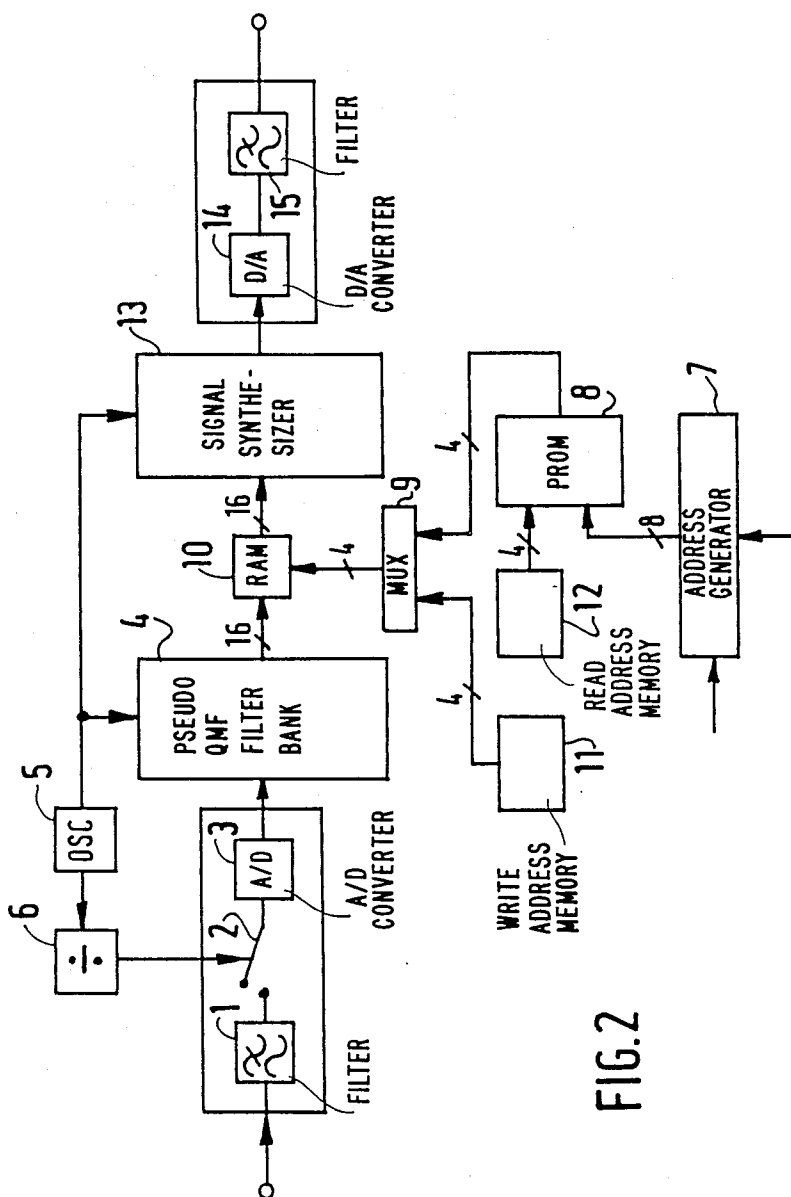 6
÷
5
OSC
1
FILTER
2
3
A/D
A/D
CONVERTER
4
PSEUDO
QMF
FILTER
BANK
16
10
RAM
16
13
SIGNAL
SYNTHE-
SIZER
14
D/A
D/A
CONVERTER
15
FILTER
4
9
MUX
4
4
11
WRITE
ADDRESS
MEMORY
12
READ ADDRESS
MEMORY
4
8
PROM
8
7
ADDRESS
GENERATOR
FIG.2